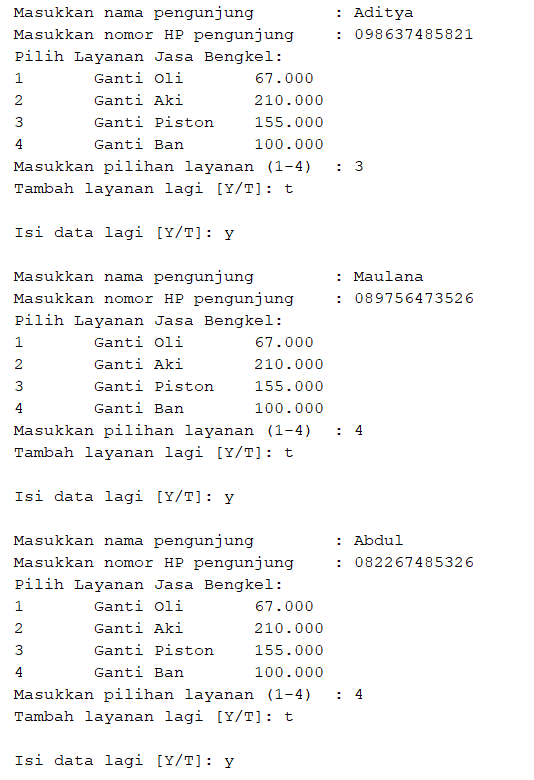 Masukkan nama pengunjung : Aditya
Masukkan nomor HP pengunjung : 098637485821
Pilih Layanan Jasa Bengkel:
1 Ganti Oli 67.000
2 Ganti Aki 210.000
3 Ganti Piston 155.000
4 Ganti Ban 100.000
Masukkan pilihan layanan (1-4) : 3
Tambah layanan lagi [Y/T]: t
Isi data lagi [Y/T]: y
Masukkan nama pengunjung : Maulana
Masukkan nomor HP pengunjung : 089756473526
Pilih Layanan Jasa Bengkel:
1 Ganti Oli 67.000
2 Ganti Aki 210.000
3 Ganti Piston 155.000
4 Ganti Ban 100.000
Masukkan pilihan layanan (1-4) : 4
Tambah layanan lagi [Y/T]: t
Isi data lagi [Y/T]: y
Masukkan nama pengunjung : Abdul
Masukkan nomor HP pengunjung : 082267485326
Pilih Layanan Jasa Bengkel:
1 Ganti Oli 67.000
2 Ganti Aki 210.000
3 Ganti Piston 155.000
4 Ganti Ban 100.000
Masukkan pilihan layanan (1-4) : 4
Tambah layanan lagi [Y/T]: t
Isi data lagi [Y/T]: y